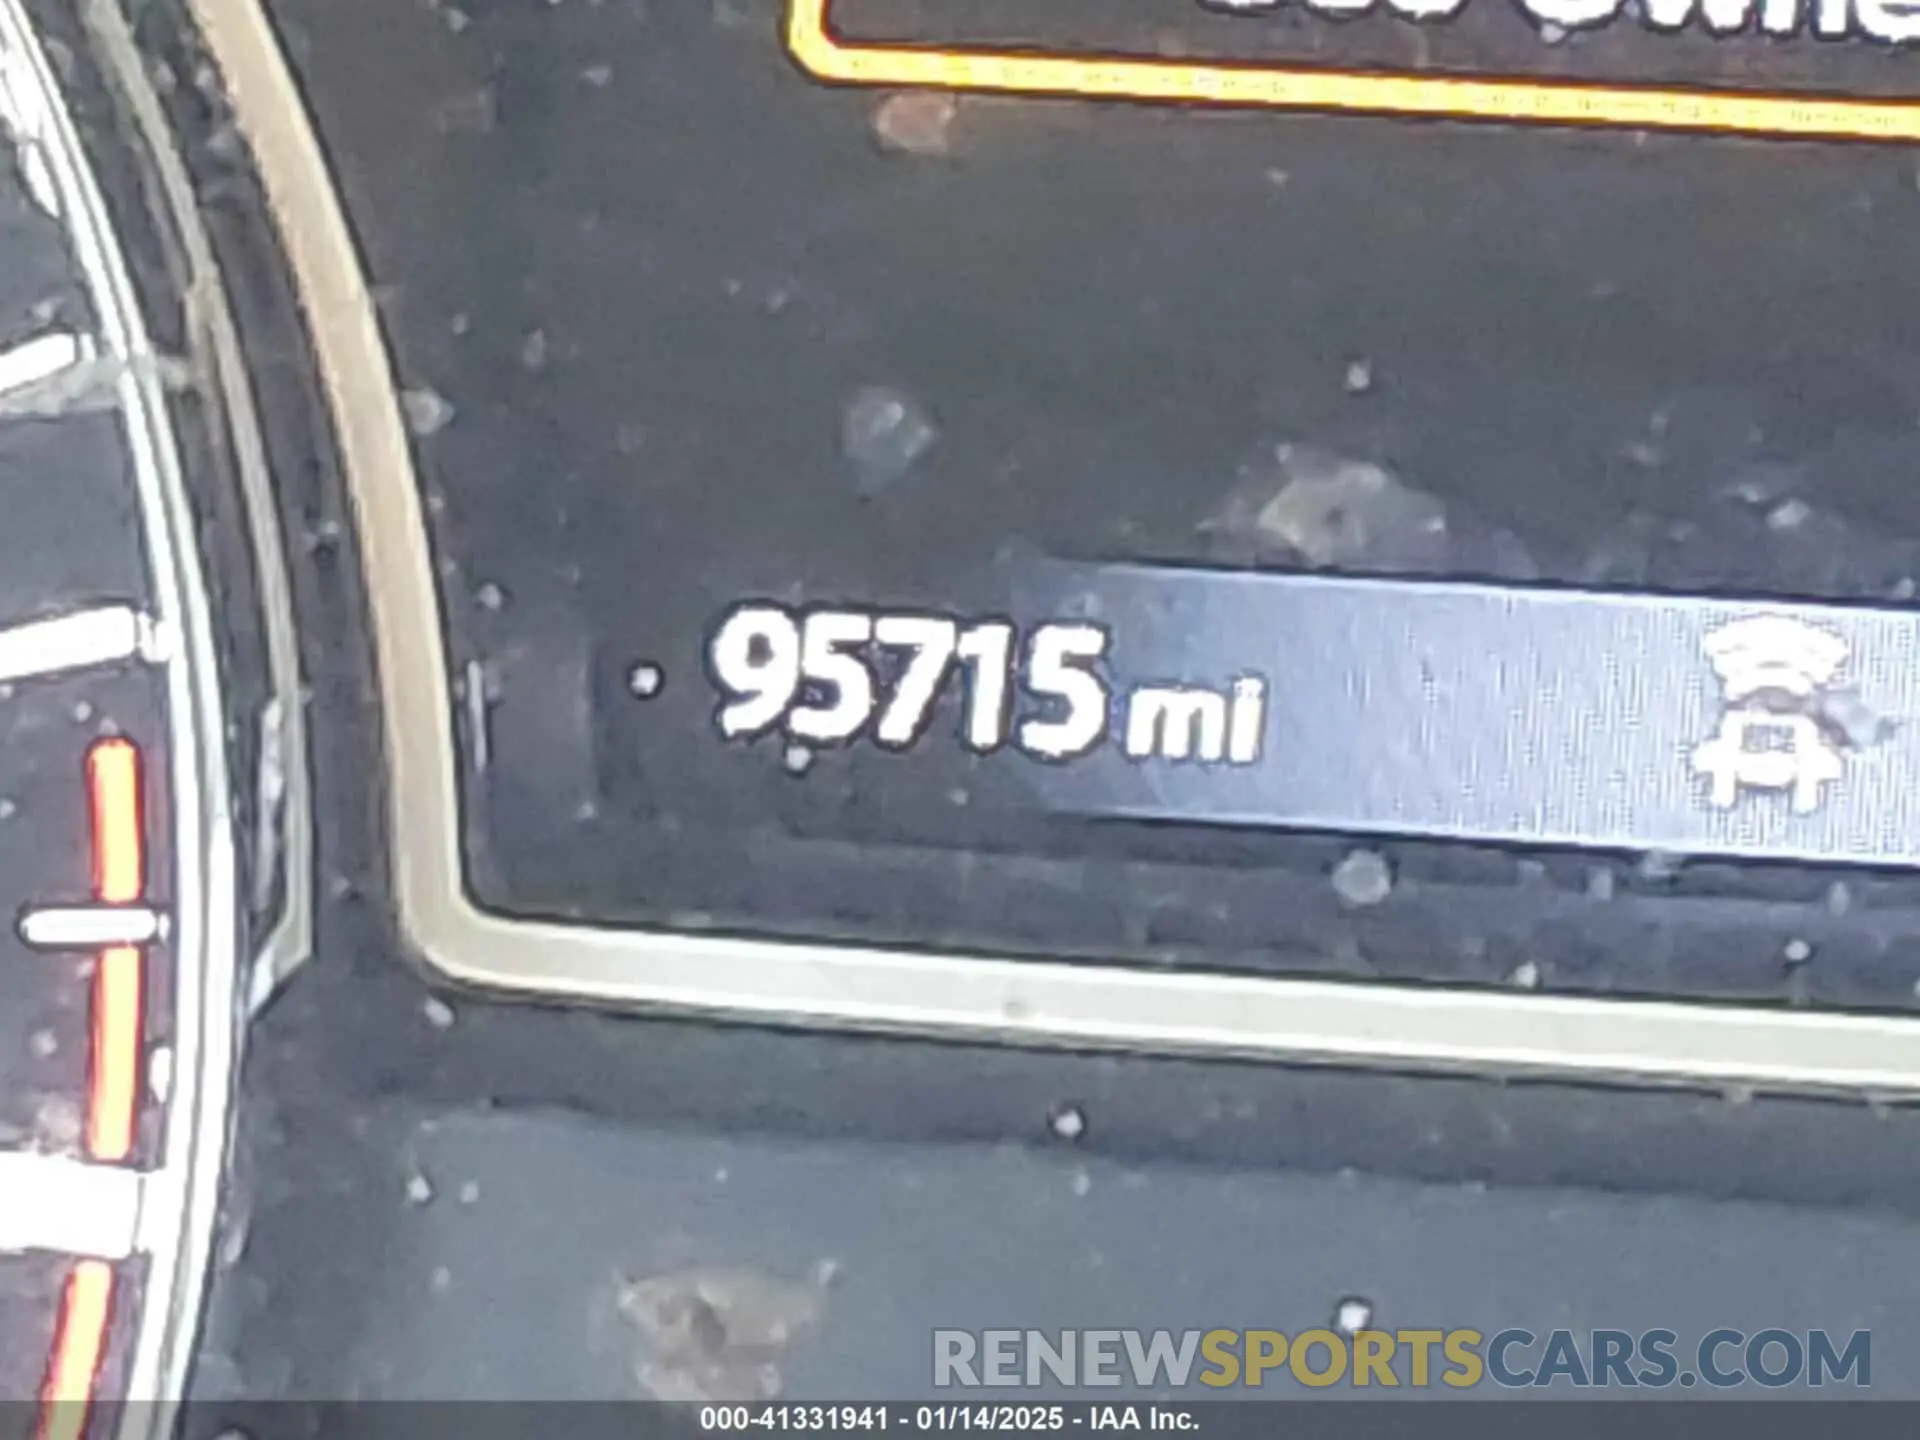 95715 mi
RENEWSPORTSCARS.COM
000-41331941 - 01/14/2025 - IAA Inc.